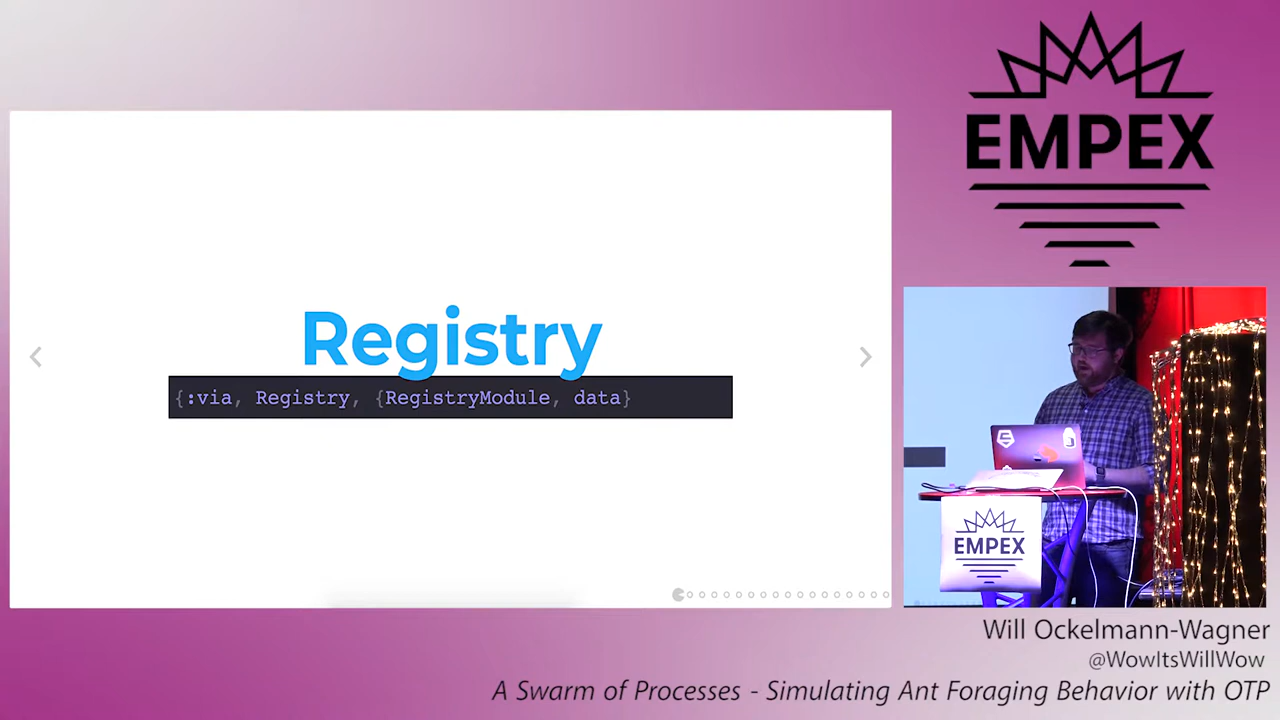 EMPEX
Registry
{:via, Registry, {RegistryModule, data}
EMPEX
Will Ockelmann-Wagner
@WowItsWillWow
A Swarm of Processes - Simulating Ant Foraging Behavior with OTP